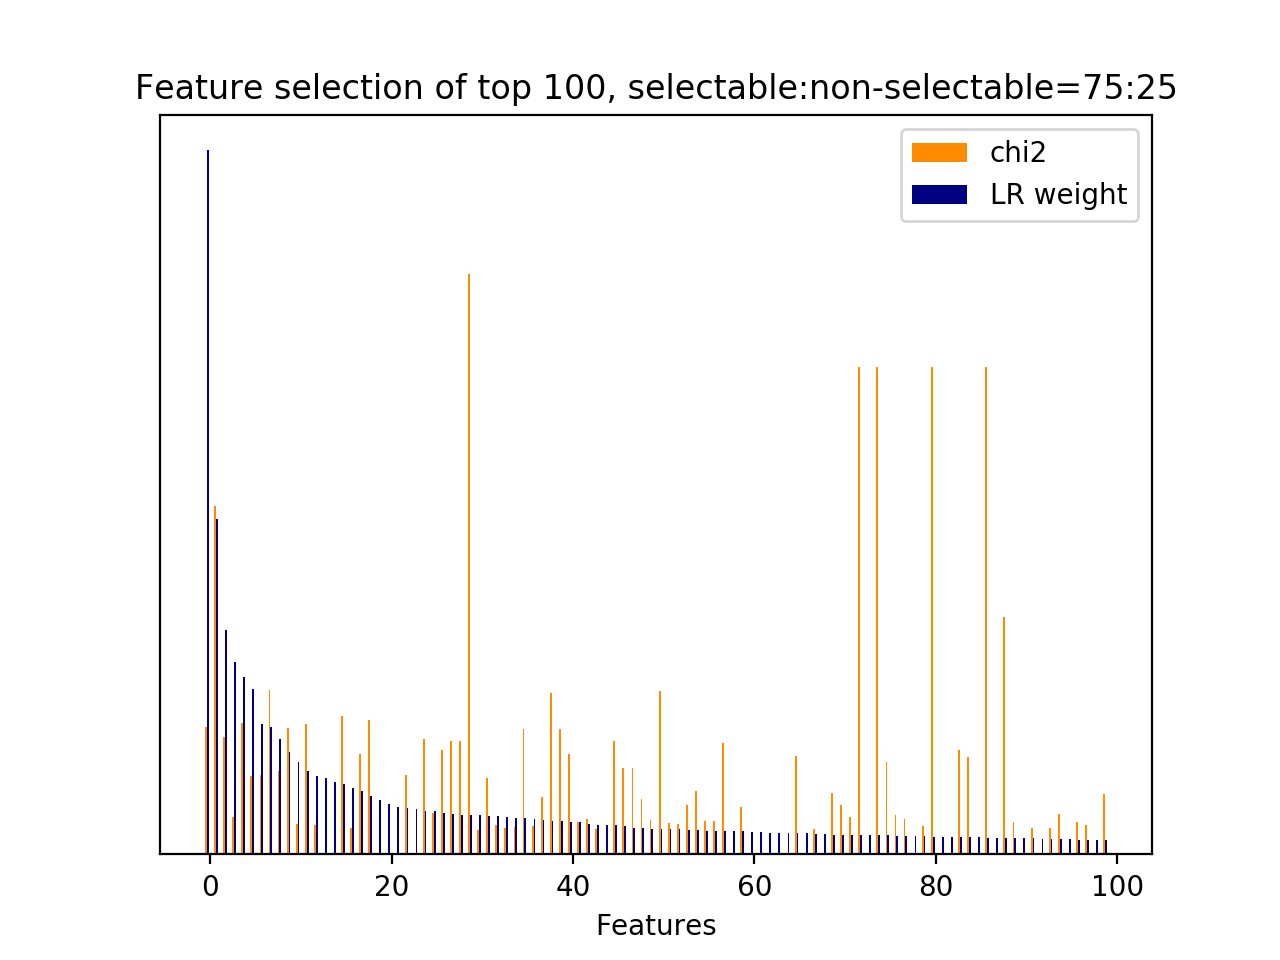 Feature selection of top 100, selectable:non-selectable=75:25
chi2
LR weight
0 20 40 60 80 100
Features